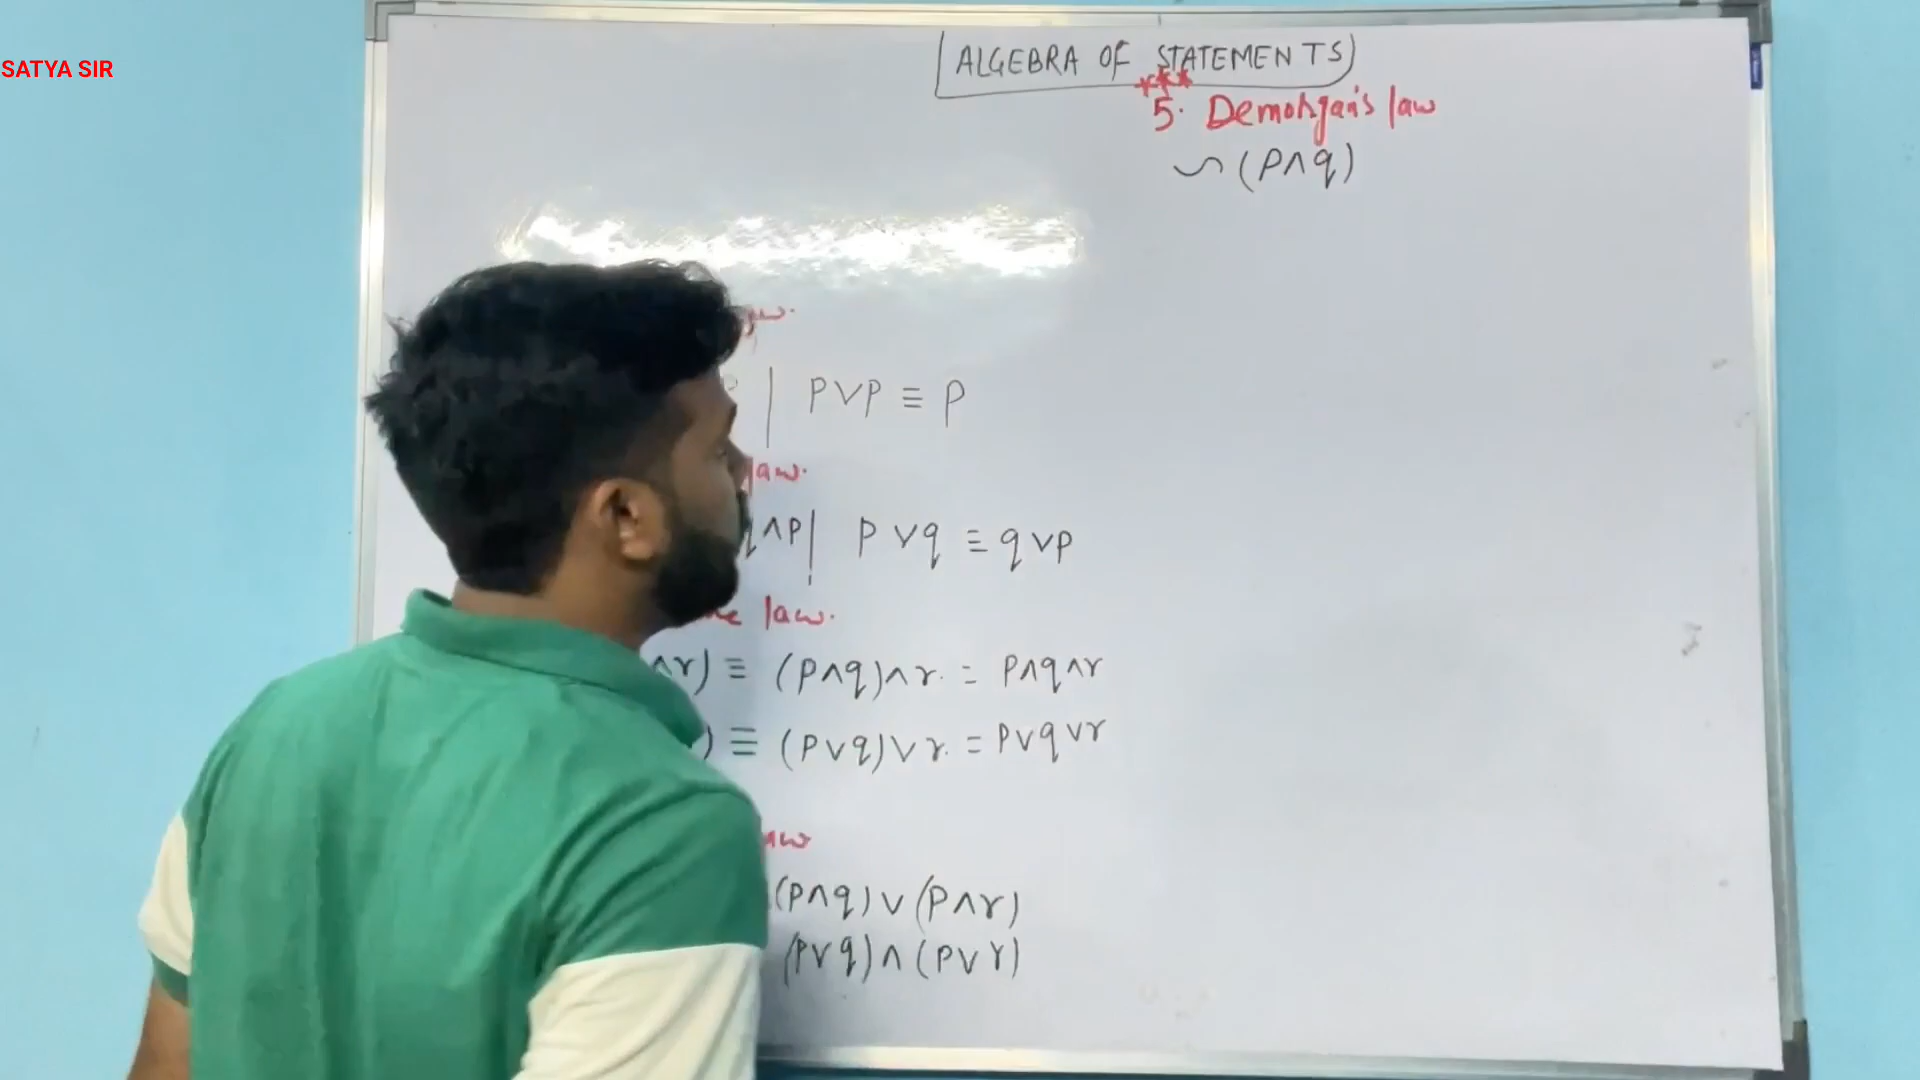 SATYA SIR
ALGEBRA OF STATEMENTS
***
5. Demorgan's law
~(P∧q)
P∨P ≡ P
law.
q∧P | P∨q ≡ q∨p
law.
∧r) ≡ (P∧q)∧r. = P∧q∧r
) ≡ (P∨q)∨r. = P∨q∨r
(P∧q)∨(P∧r)
(P∨q)∧(P∨r)